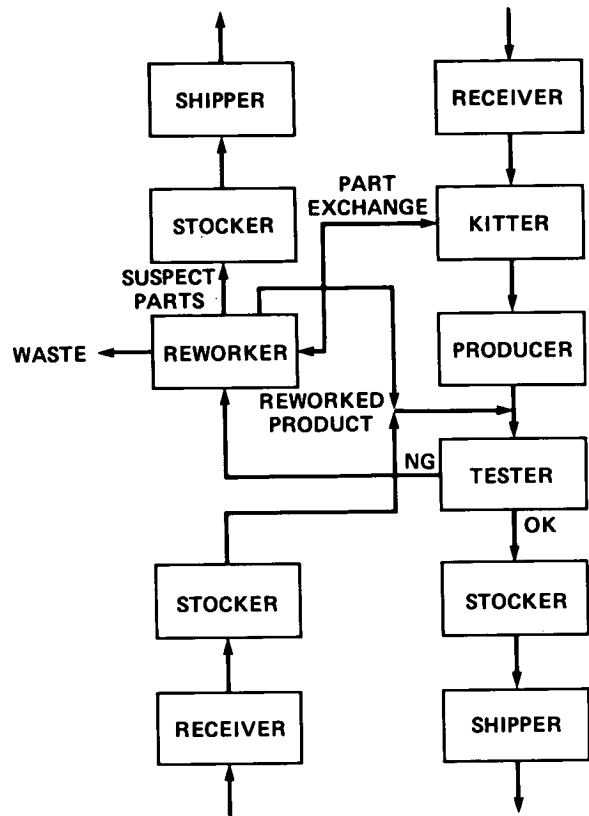 SHIPPER
RECEIVER
PART
EXCHANGE
STOCKER
KITTER
SUSPECT
PARTS
WASTE
REWORKER
PRODUCER
REWORKED
PRODUCT
NG
TESTER
OK
STOCKER
STOCKER
RECEIVER
SHIPPER